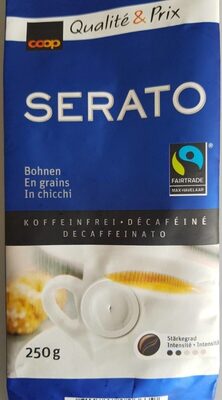 coop
Qualité & Prix
SERATO
Bohnen
En grains
In chicchi
FAIRTRADE
MAX HAVELAAR
KOFFEINFREI • DÉCAFÉINÉ
DECAFFEINATO
Stärkegrad
Intensité • Intensità
250g